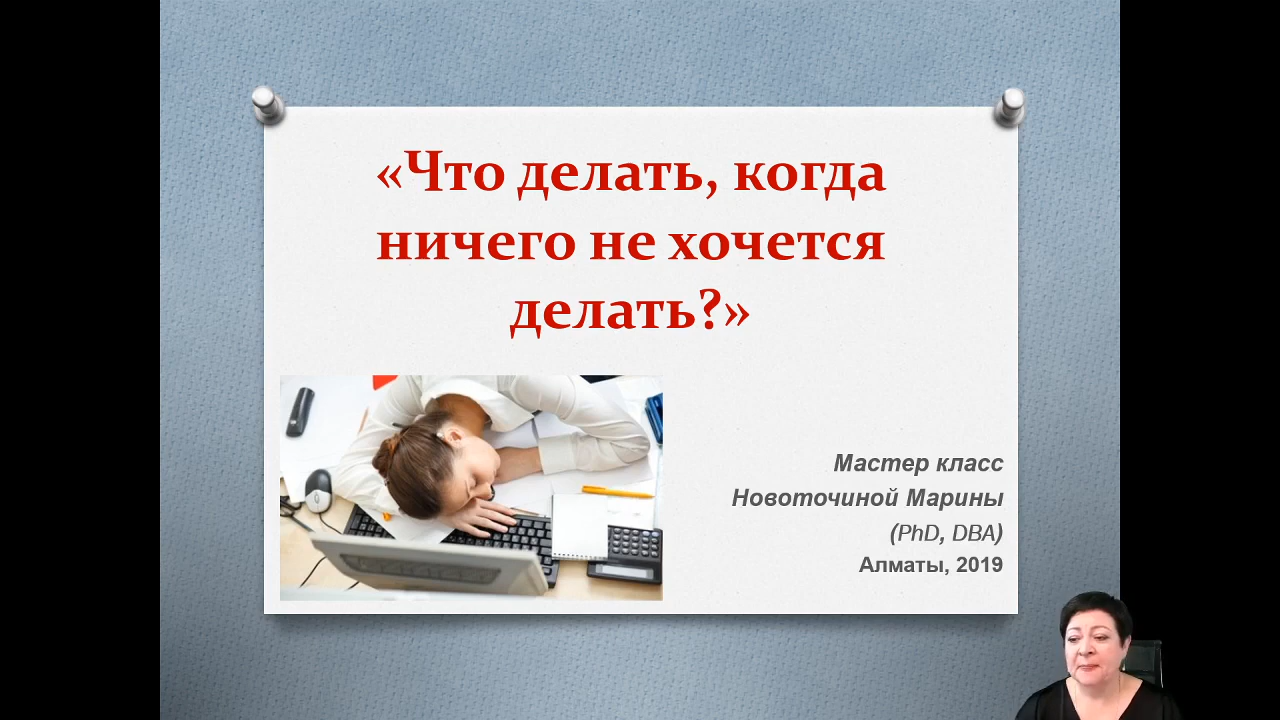 «Что делать, когда
ничего не хочется
делать?»
Мастер класс
Новоточиной Марины
(PhD, DBA)
Алматы, 2019